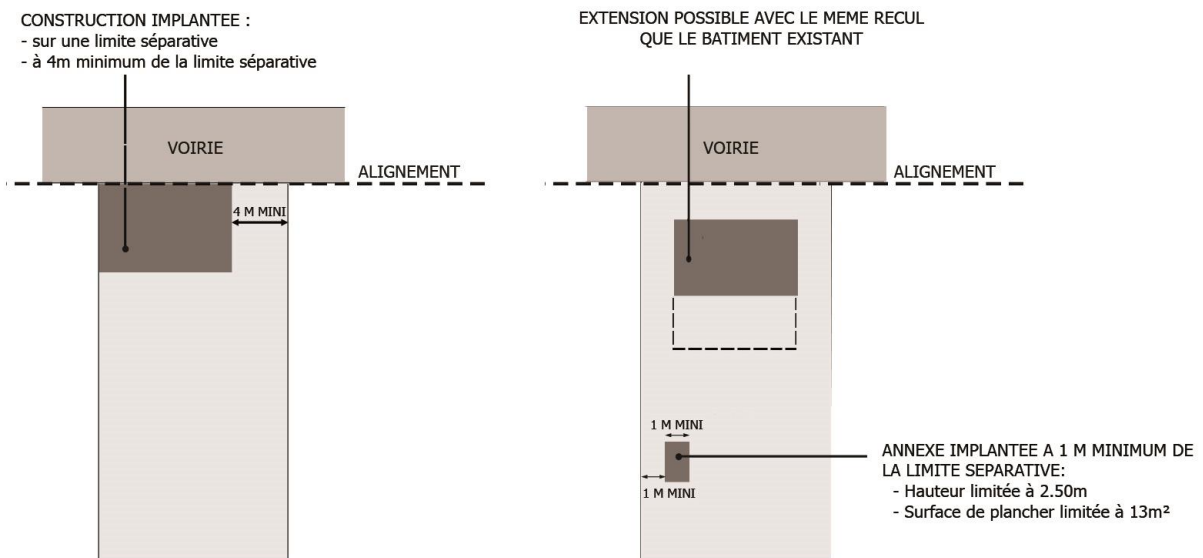 CONSTRUCTION IMPLANTEE :
- sur une limite séparative
- à 4m minimum de la limite séparative
VOIRIE
ALIGNEMENT
4 M MINI
EXTENSION POSSIBLE AVEC LE MEME RECUL
QUE LE BATIMENT EXISTANT
VOIRIE
ALIGNEMENT
1 M MINI
1 M MINI
ANNEXE IMPLANTEE A 1 M MINIMUM DE
LA LIMITE SEPARATIVE:
- Hauteur limitée à 2.50m
- Surface de plancher limitée à 13m²